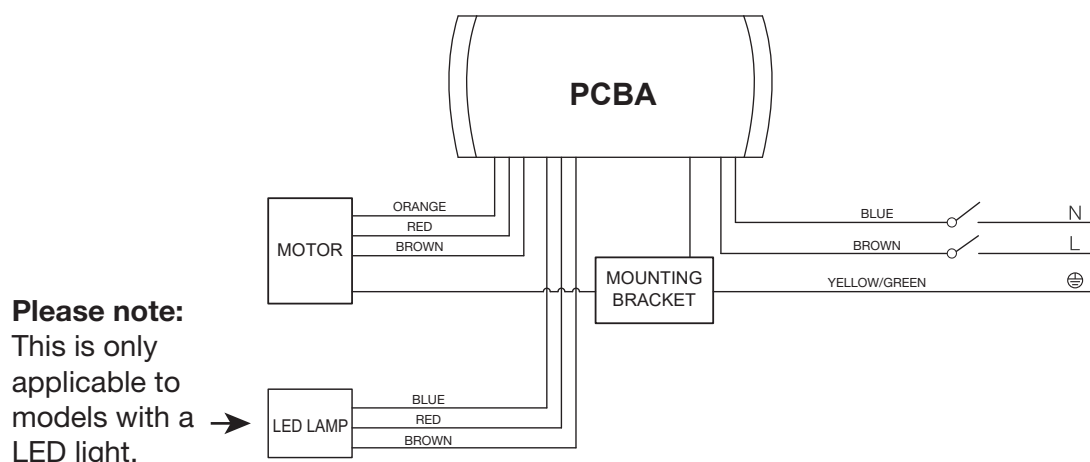 PCBA
ORANGE
RED
BROWN
MOTOR
BLUE
N
BROWN
L
MOUNTING
BRACKET
YELLOW/GREEN
Please note:
This is only
applicable to
models with a
LED light.
LED LAMP
BLUE
RED
BROWN